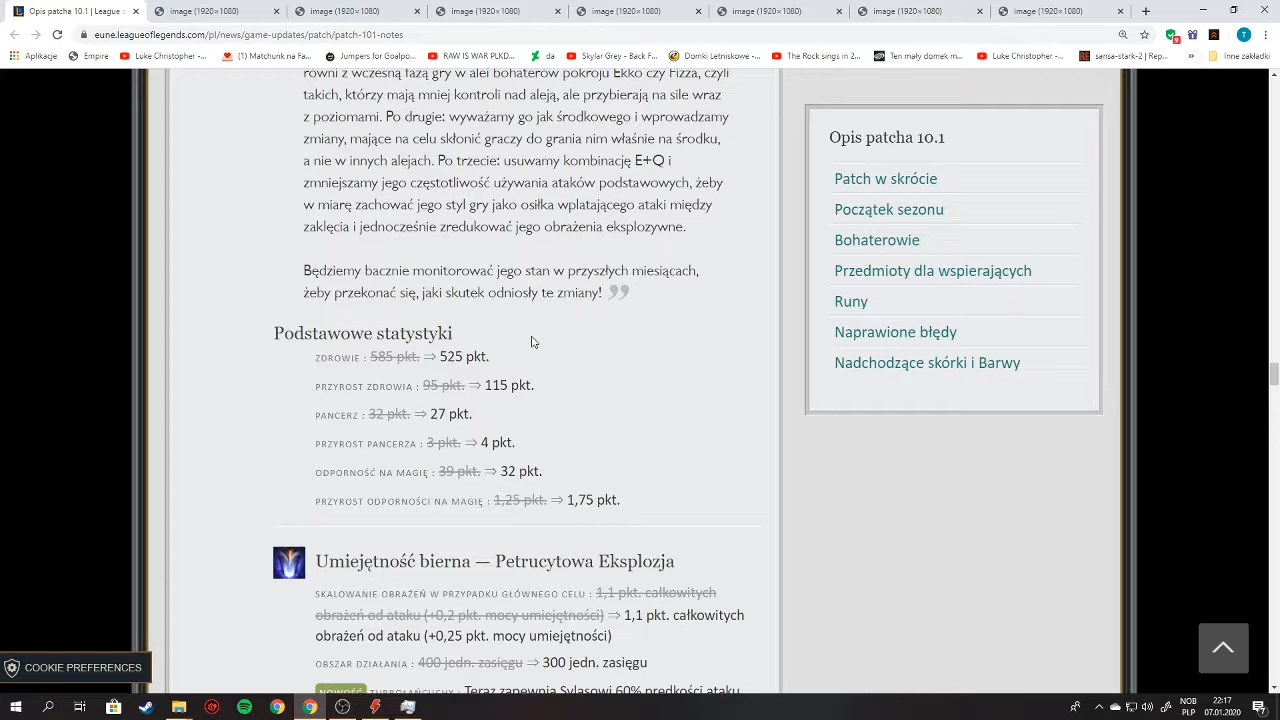 Opis patcha 10.1 | League of L
image (1920×1080)
image (1920×1080)
image (1920×1080)
image (1920×1080)
image (1920×1080)
image (1920×1080)
image (1920×1080)
eune.leagueoflegends.com/pl/news/game-updates/patch/patch-101-notes
T
Aplikacje
Empire
Luke Christopher -...
(1) Matchunk na Fa...
Jumpers for Goalpo...
RAW IS WAR PLKD...
da
Skylar Grey - Back F...
Domki Letniskowe -...
The Rock sings in 2...
Ten mały domek m...
Luke Christopher -...
sansa-stark-2 | Rep...
»
Inne zakładki
równi z wczesną fazą gry w alei bohaterów pokroju Ekko czy Fizza, czyli
takich, którzy mają mniej kontroli nad aleją, ale przybierają na sile wraz
z poziomami. Po drugie: wyważamy go jak środkowego i wprowadzamy
zmiany, mające na celu skłonić graczy do grania nim właśnie na środku,
a nie w innych alejach. Po trzecie: usuwamy kombinację E+Q i
zmniejszamy jego częstotliwość używania ataków podstawowych, żeby
w miarę zachować jego styl gry jako osiłka wplatającego ataki między
zaklęcia i jednocześnie zredukować jego obrażenia eksplozywne.
Będziemy bacznie monitorować jego stan w przyszłych miesiącach,
żeby przekonać się, jaki skutek odniosły te zmiany! ”
Podstawowe statystyki
ZDROWIE : 585 pkt. ⇒ 525 pkt.
PRZYROST ZDROWIA : 95 pkt. ⇒ 115 pkt.
PANCERZ : 32 pkt. ⇒ 27 pkt.
PRZYROST PANCERZA : 3 pkt. ⇒ 4 pkt.
ODPORNOŚĆ NA MAGIĘ : 39 pkt. ⇒ 32 pkt.
PRZYROST ODPORNOŚCI NA MAGIĘ : 1,25 pkt. ⇒ 1,75 pkt.
Umiejętność bierna — Petrucytowa Eksplozja
SKALOWANIE OBRAŻEŃ W PRZYPADKU GŁÓWNEGO CELU : 1,1 pkt. całkowitych
obrażeń od ataku (+0,2 pkt. mocy umiejętności) ⇒ 1,1 pkt. całkowitych
obrażeń od ataku (+0,25 pkt. mocy umiejętności)
OBSZAR DZIAŁANIA : 400 jedn. zasięgu ⇒ 300 jedn. zasięgu
NOWOŚĆ TURBOŁAŃCUCHY : Teraz zapewnia Sylasowi 60% prędkości ataku
Opis patcha 10.1
Patch w skrócie
Początek sezonu
Bohaterowie
Przedmioty dla wspierających
Runy
Naprawione błędy
Nadchodzące skórki i Barwy
COOKIE PREFERENCES
NOB
22:17
07.01.2020